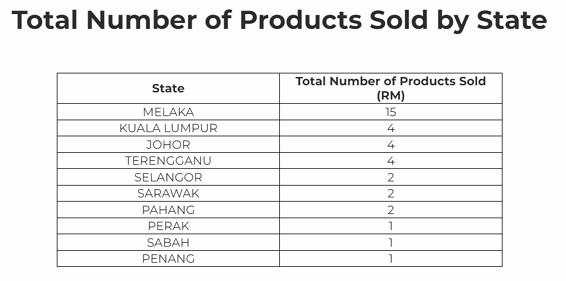 Total Number of Products Sold by State
State Total Number of Products Sold
(RM)
MELAKA 15
KUALA LUMPUR 4
JOHOR 4
TERENGGANU 4
SELANGOR 2
SARAWAK 2
PAHANG 2
PERAK 1
SABAH 1
PENANG 1